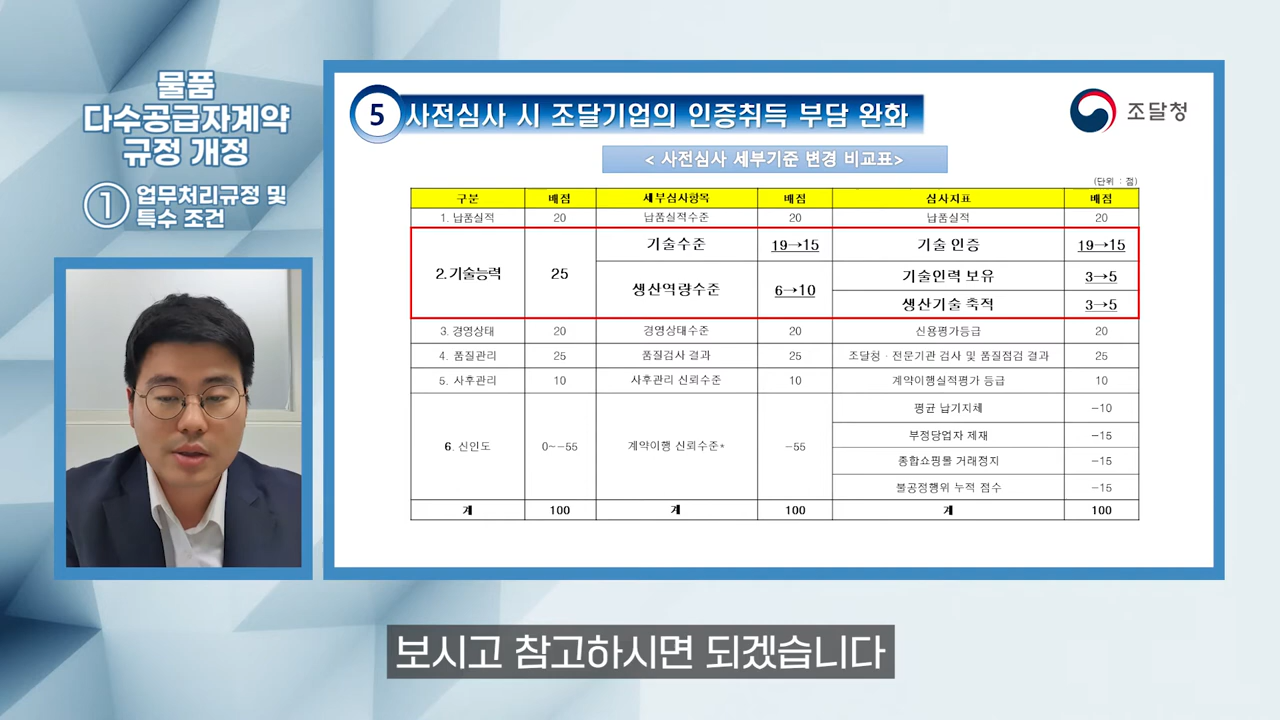 물품
다수공급자계약
규정 개정
① 업무처리규정 및
특수 조건
5 사전심사 시 조달기업의 인증취득 부담 완화
조달청
< 사전심사 세부기준 변경 비교표>
(단위 : 점)
구분 배점 세부심사항목 배점 심사지표 배점
1. 납품실적 20 납품실적수준 20 납품실적 20
2. 기술능력 25 기술수준 19→15 기술 인증 19→15
생산역량수준 6→10 기술인력 보유 3→5
생산기술 축적 3→5
3. 경영상태 20 경영상태수준 20 신용평가등급 20
4. 품질관리 25 품질검사 결과 25 조달청 · 전문기관 검사 및 품질점검 결과 25
5. 사후관리 10 사후관리 신뢰수준 10 계약이행실적평가 등급 10
6. 신인도 0~-55 계약이행 신뢰수준* -55 평균 납기지체 -10
부정당업자 제재 -15
종합쇼핑몰 거래정지 -15
불공정행위 누적 점수 -15
계 100 계 100 계 100
보시고 참고하시면 되겠습니다